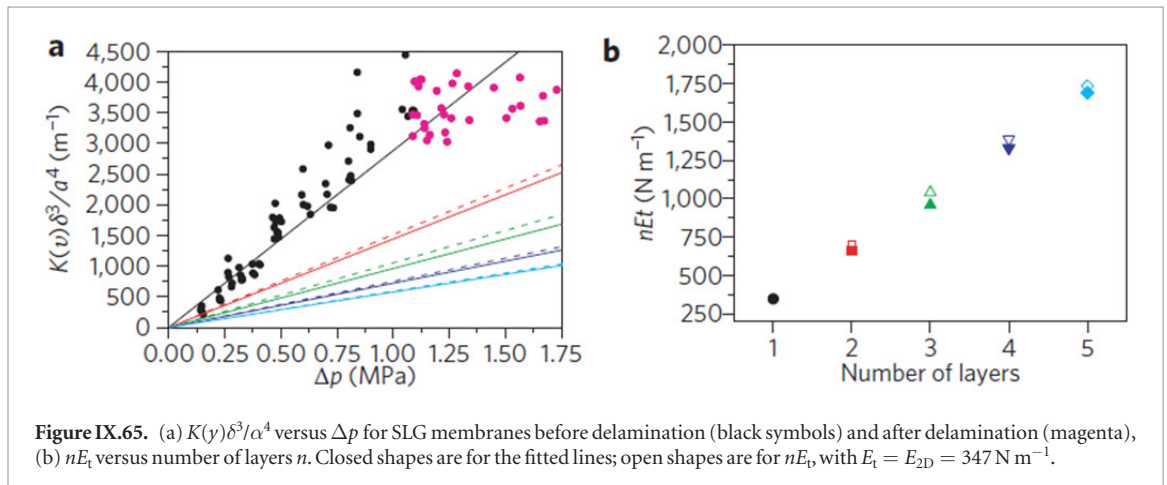 a
4,500
4,000
3,500
3,000
2,500
2,000
1,500
1,000
500
0
K(υ)δ³/a⁴ (m⁻¹)
0.00 0.25 0.50 0.75 1.00 1.25 1.50 1.75
Δp (MPa)
b
2,000
1,750
1,500
1,250
1,000
750
500
250
nEt (N m⁻¹)
1 2 3 4 5
Number of layers
Figure IX.65. (a) K(y)δ³/α⁴ versus Δp for SLG membranes before delamination (black symbols) and after delamination (magenta),
(b) nEₜ versus number of layers n. Closed shapes are for the fitted lines; open shapes are for nEₜ, with Eₜ = E₂D = 347 N m⁻¹.